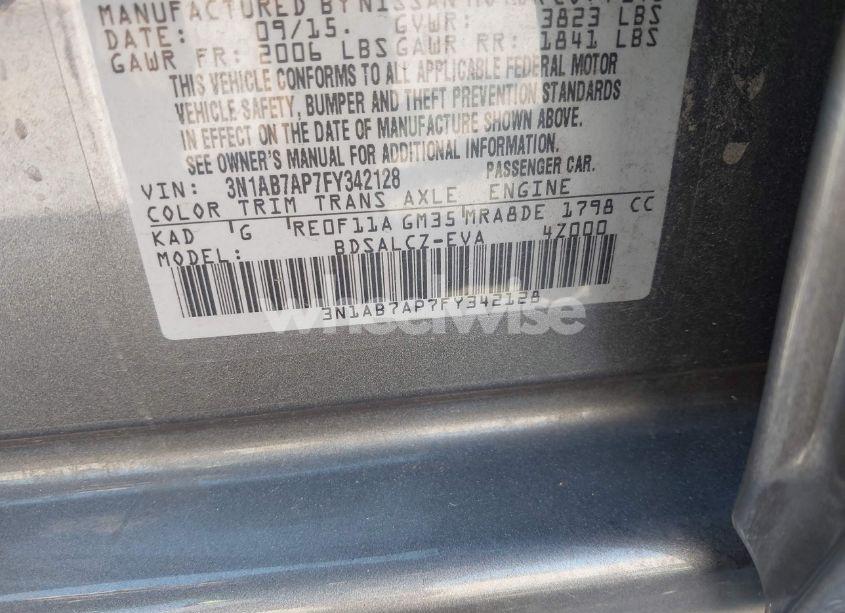 MANUFACTURED BY NISSAN
DATE: 09/15. GVWR: 3823 LBS
GAWR FR: 2006 LBS GAWR RR: 1841 LBS
THIS VEHICLE CONFORMS TO ALL APPLICABLE FEDERAL MOTOR
VEHICLE SAFETY, BUMPER AND THEFT PREVENTION STANDARDS
IN EFFECT ON THE DATE OF MANUFACTURE SHOWN ABOVE.
SEE OWNER'S MANUAL FOR ADDITIONAL INFORMATION.
VIN: 3N1AB7AP7FY342128 PASSENGER CAR.
COLOR TRIM TRANS AXLE ENGINE
KAD G RE0F11A GM35 MRA8DE 1798 CC
MODEL: BDSALCZ-EVA 4Z000
3N1AB7AP7FY342128
wheelwise